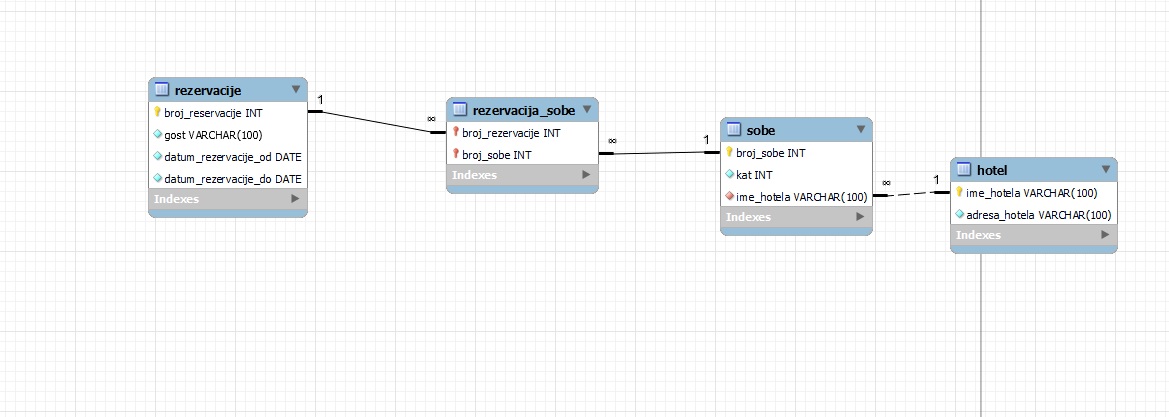 rezervacije
broj_reservacije INT
gost VARCHAR(100)
datum_rezervacije_od DATE
datum_rezervacije_do DATE
Indexes
1
∞
rezervacija_sobe
broj_rezervacije INT
broj_sobe INT
Indexes
∞
1
sobe
broj_sobe INT
kat INT
ime_hotela VARCHAR(100)
Indexes
∞
1
hotel
ime_hotela VARCHAR(100)
adresa_hotela VARCHAR(100)
Indexes